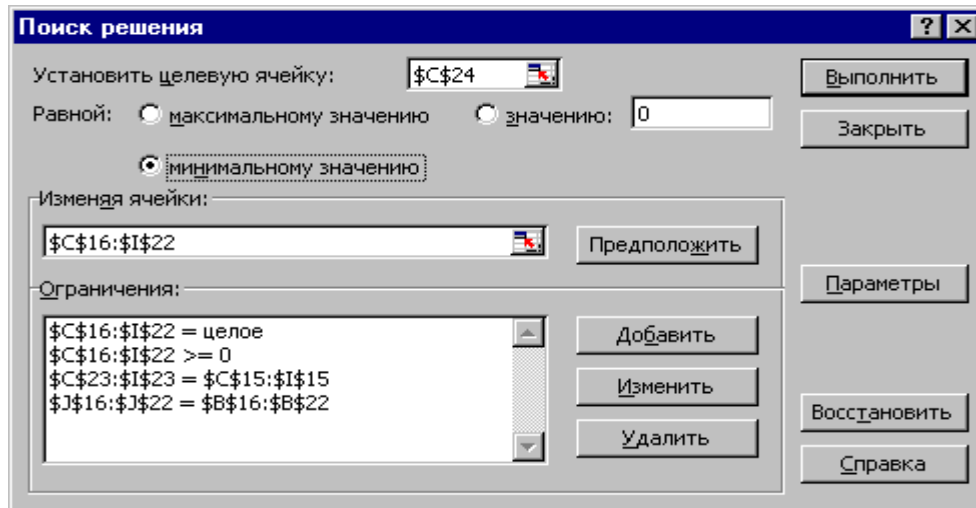 Поиск решения
Установить целевую ячейку: $C$24
Выполнить
Равной: максимальному значению значению: 0
Закрыть
минимальному значению
Изменяя ячейки:
$C$16:$I$22
Предположить
Параметры
Ограничения:
$C$16:$I$22 = целое
$C$16:$I$22 >= 0
$C$23:$I$23 = $C$15:$I$15
$J$16:$J$22 = $B$16:$B$22
Добавить
Изменить
Удалить
Восстановить
Справка